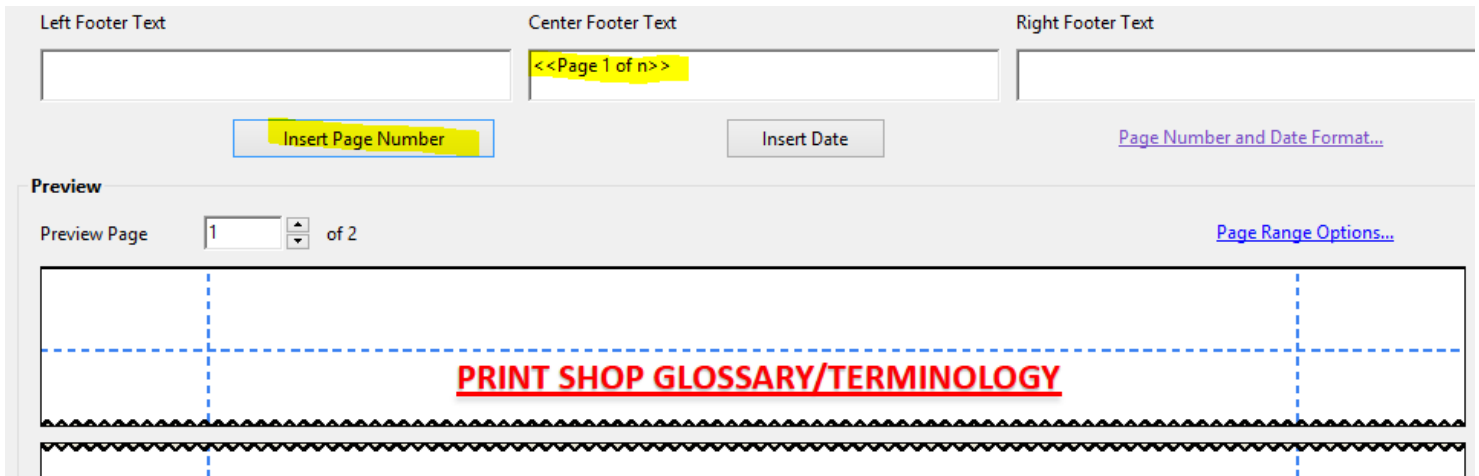 Left Footer Text
Center Footer Text
Right Footer Text
<<Page 1 of n>>
Insert Page Number
Insert Date
Page Number and Date Format...
Preview
Preview Page
1
of 2
Page Range Options...
PRINT SHOP GLOSSARY/TERMINOLOGY